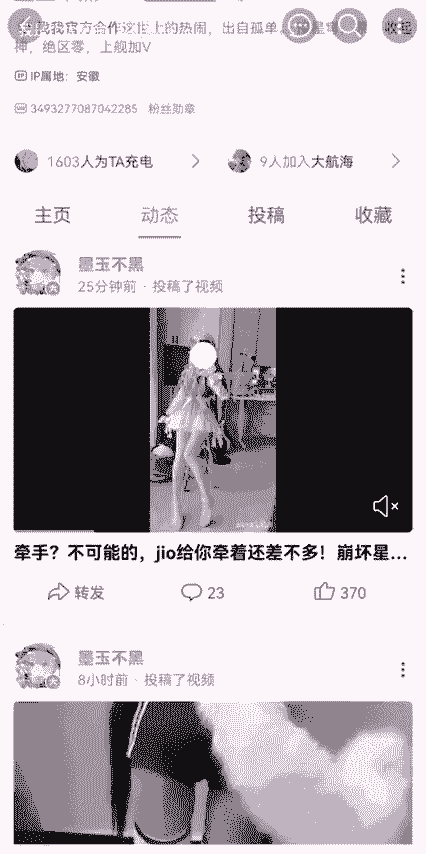 我官方合作这世上的热闹，出自孤单
收起
神，绝区零，上舰加V
IP属地：安徽
3493277087042285 粉丝勋章
1603人为TA充电
9人加入大航海
主页 动态 投稿 收藏
墨玉不黑
25分钟前 · 投稿了视频
牵手？不可能的，jio给你牵着还差不多！崩坏星...
转发 23 370
墨玉不黑
8小时前 · 投稿了视频